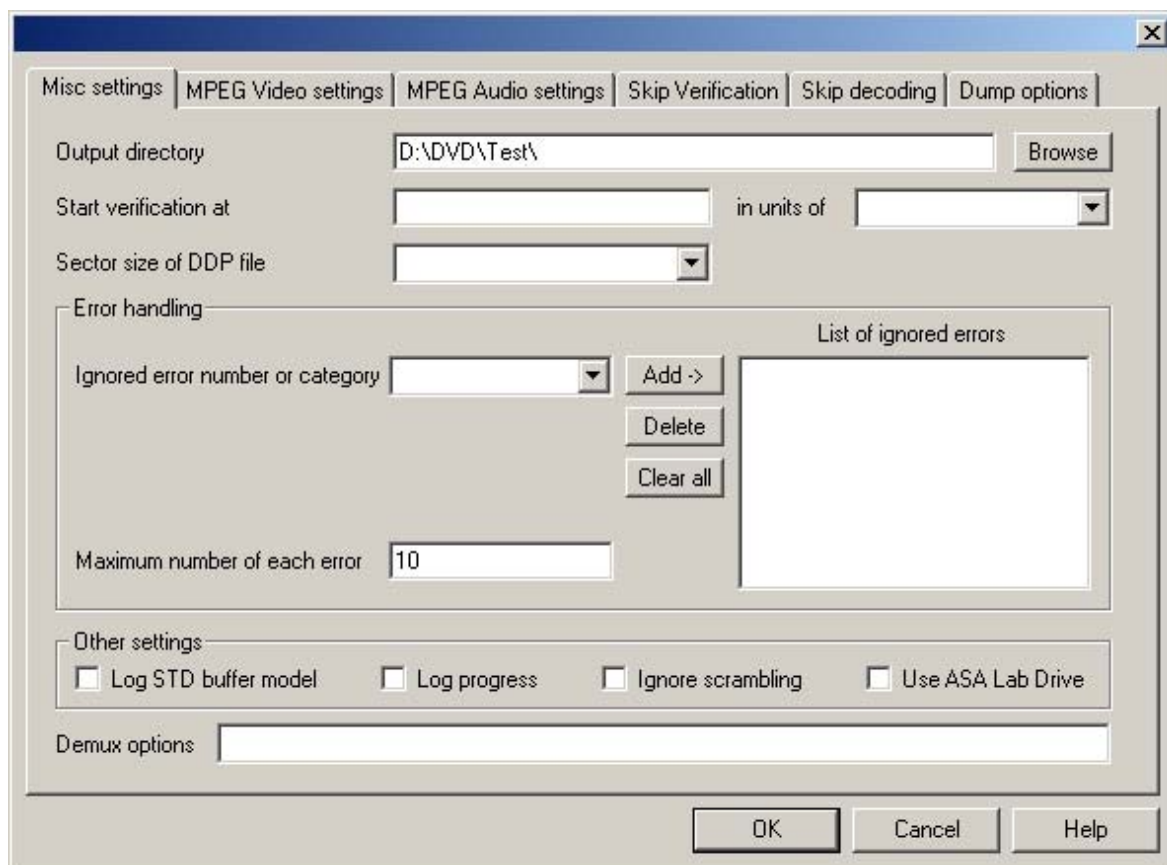 Misc settings MPEG Video settings MPEG Audio settings Skip Verification Skip decoding Dump options
Output directory D:\DVD\Test\ Browse
Start verification at in units of
Sector size of DDP file
Error handling
List of ignored errors
Ignored error number or category Add ->
Delete
Clear all
Maximum number of each error 10
Other settings
Log STD buffer model Log progress Ignore scrambling Use ASA Lab Drive
Demux options
OK Cancel Help